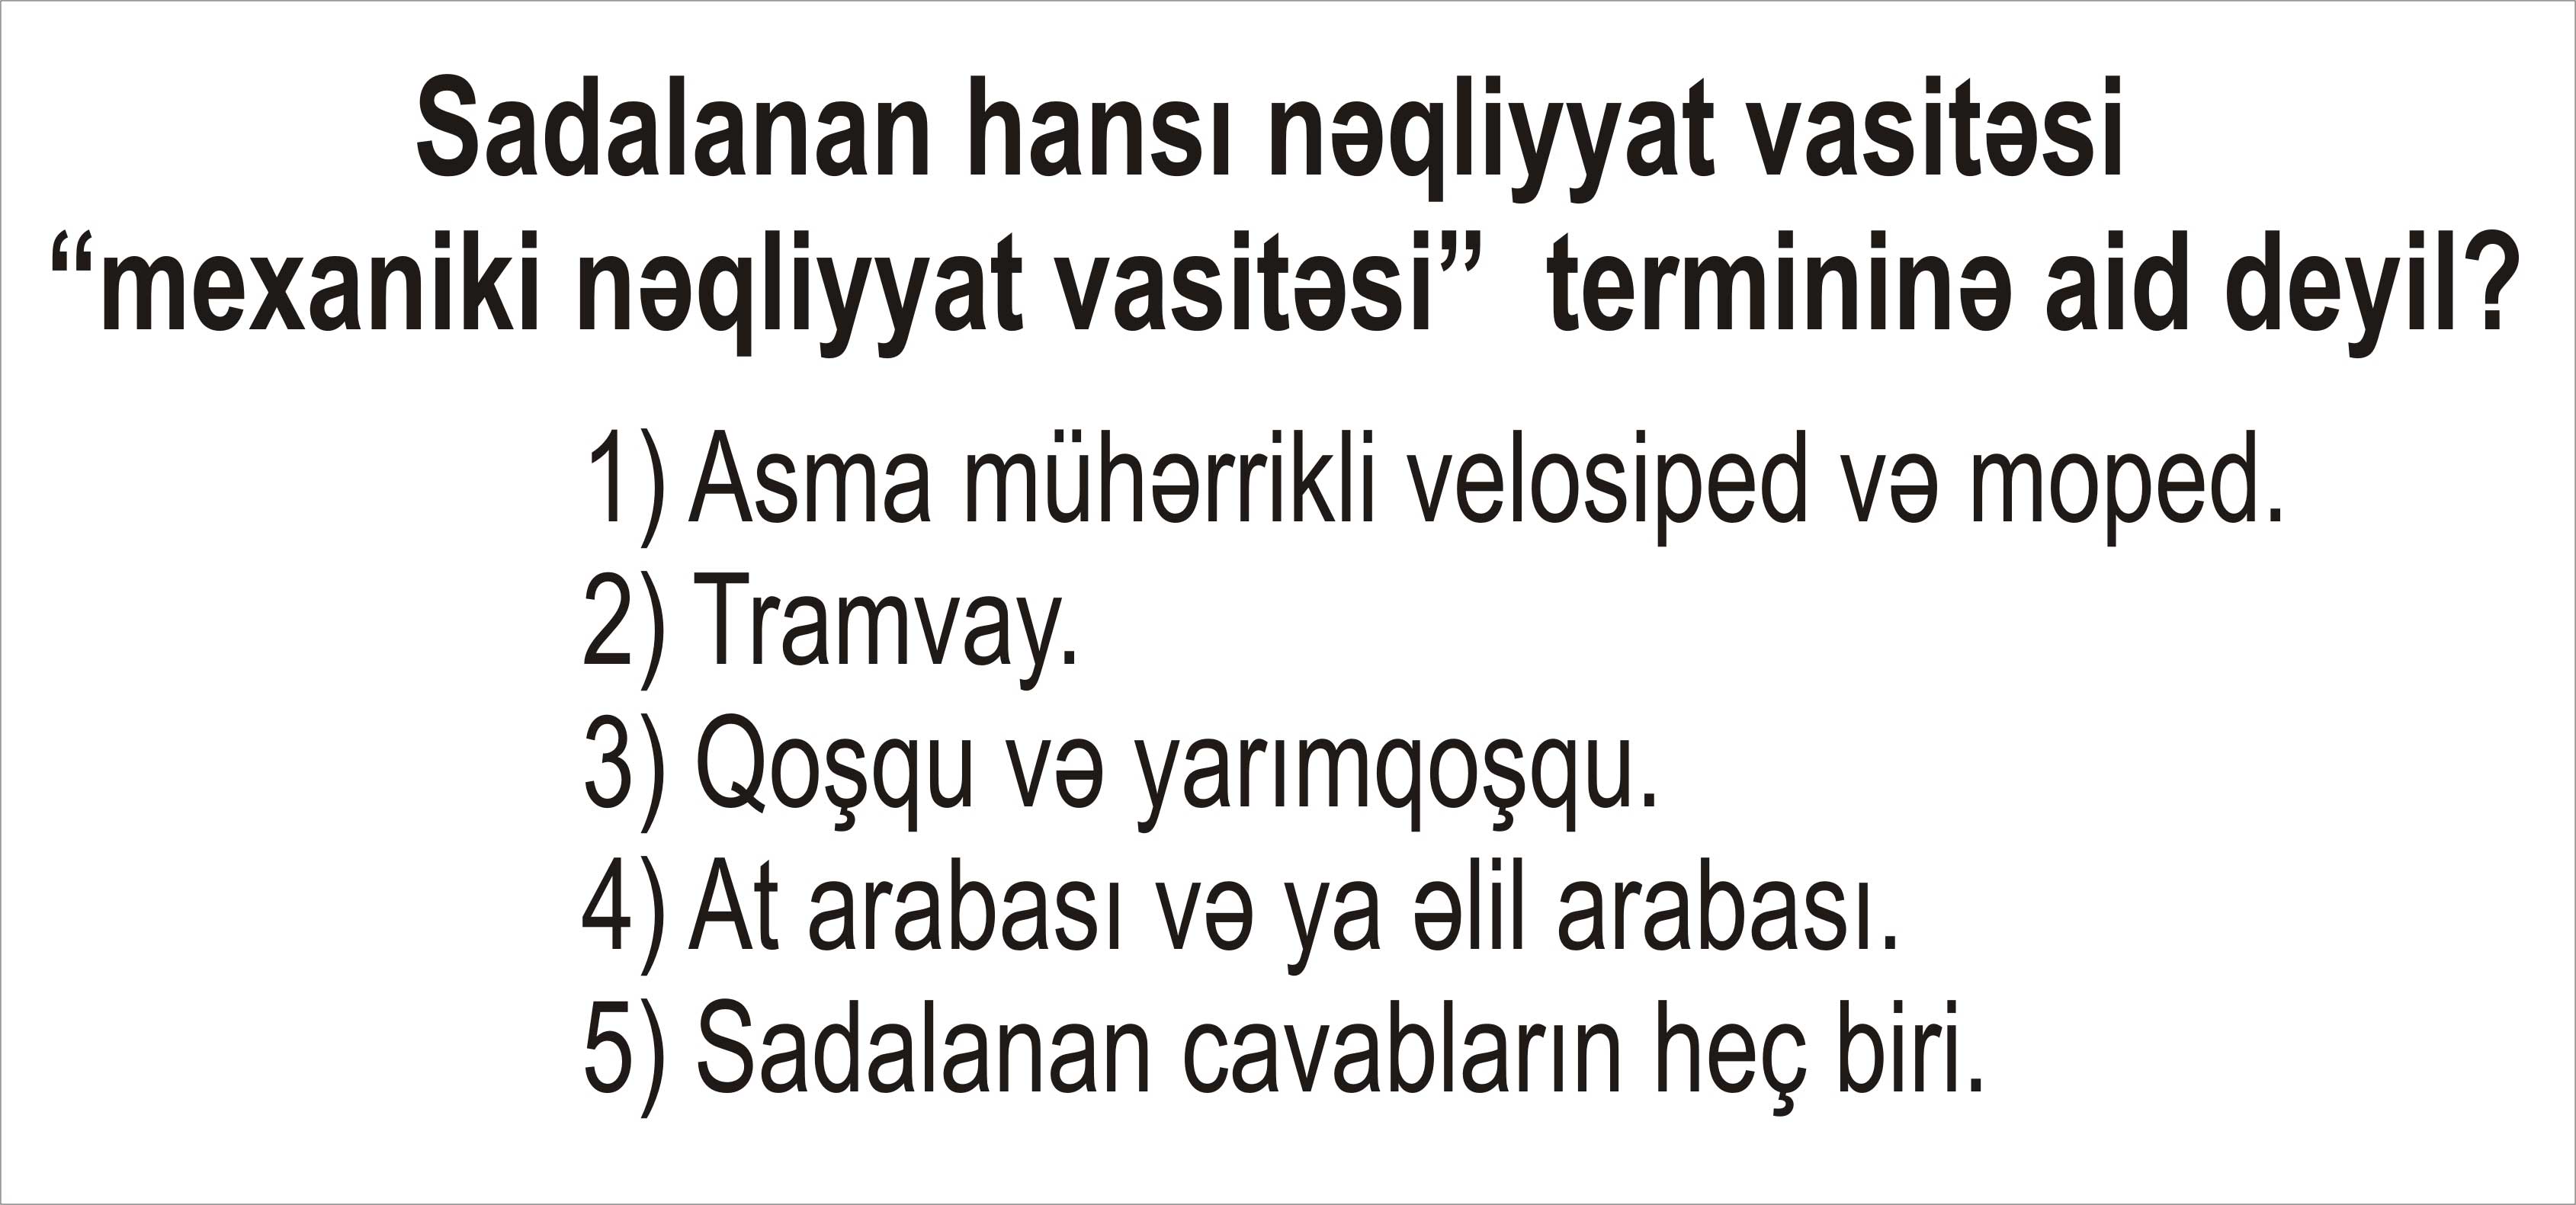 Sadalanan hansı nəqliyyat vasitəsi
“mexaniki nəqliyyat vasitəsi” termininə aid deyil?
1) Asma mühərrikli velosiped və moped.
2) Tramvay.
3) Qoşqu və yarımqoşqu.
4) At arabası və ya əlil arabası.
5) Sadalanan cavabların heç biri.